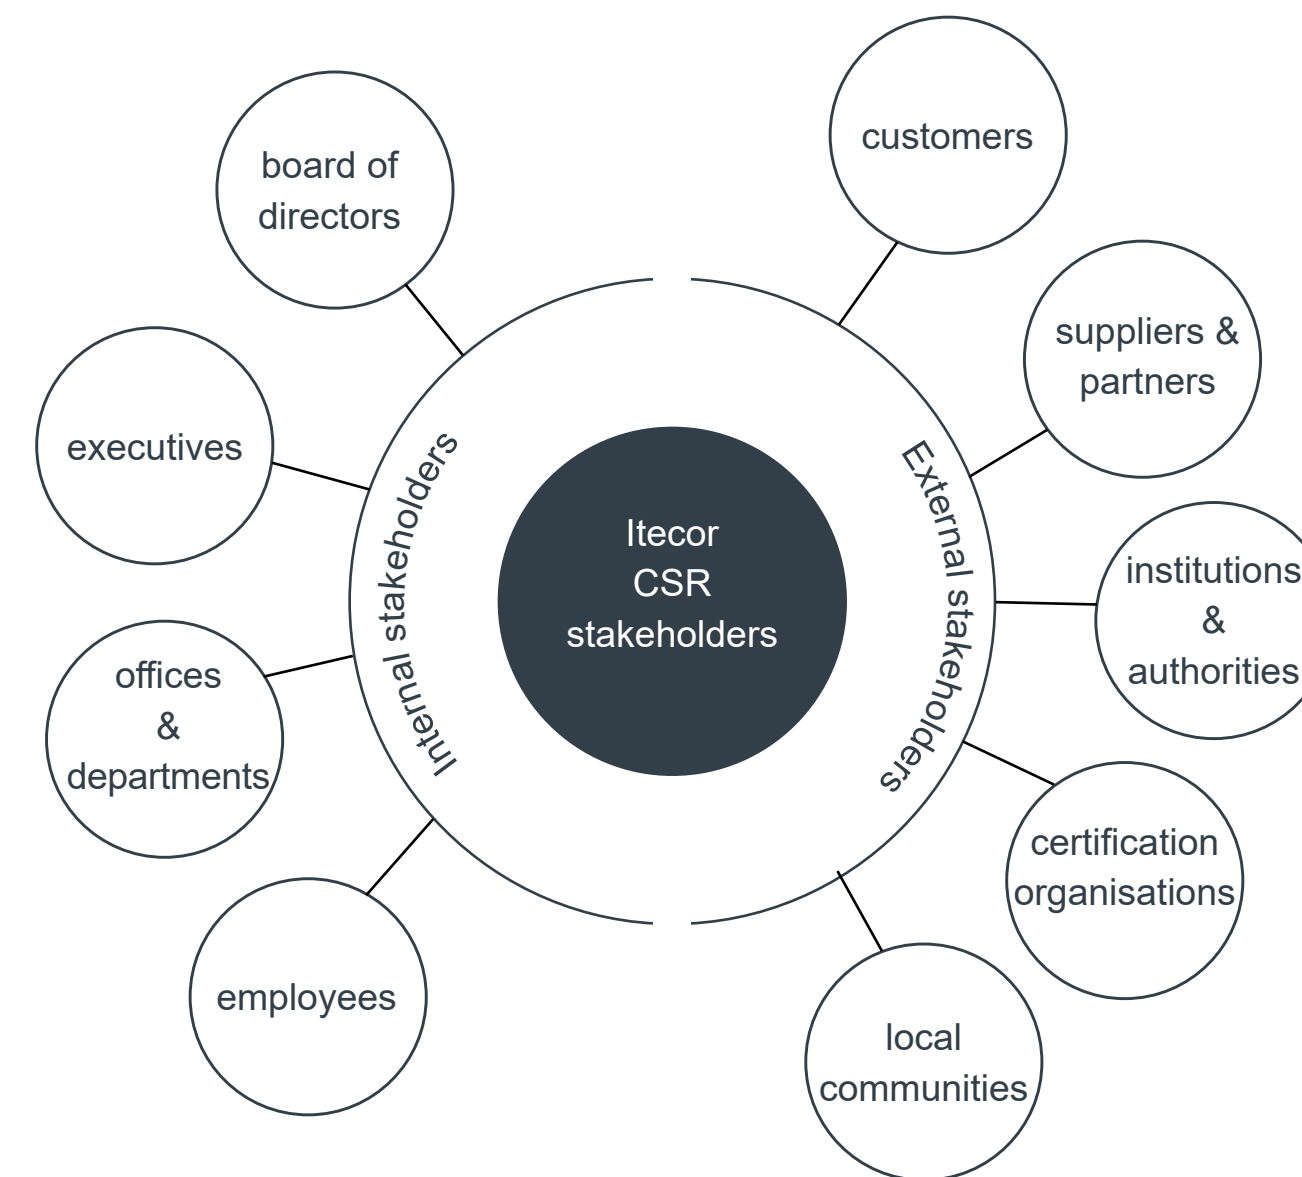 Itecor
CSR
stakeholders
Internal stakeholders
board of
directors
executives
offices
&
departments
employees
External stakeholders
customers
suppliers &
partners
institutions
&
authorities
certification
organisations
local
communities